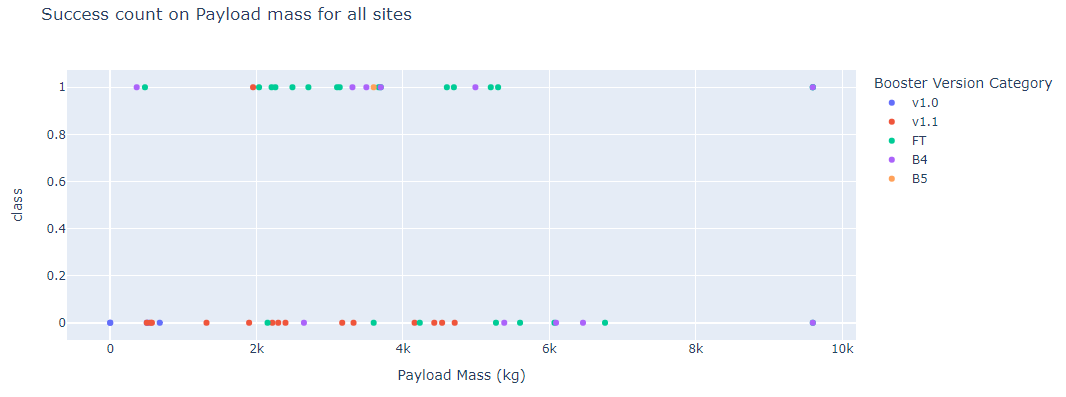 Success count on Payload mass for all sites
Booster Version Category
v1.0
v1.1
FT
B4
B5
class
1
0.8
0.6
0.4
0.2
0
0 2k 4k 6k 8k 10k
Payload Mass (kg)